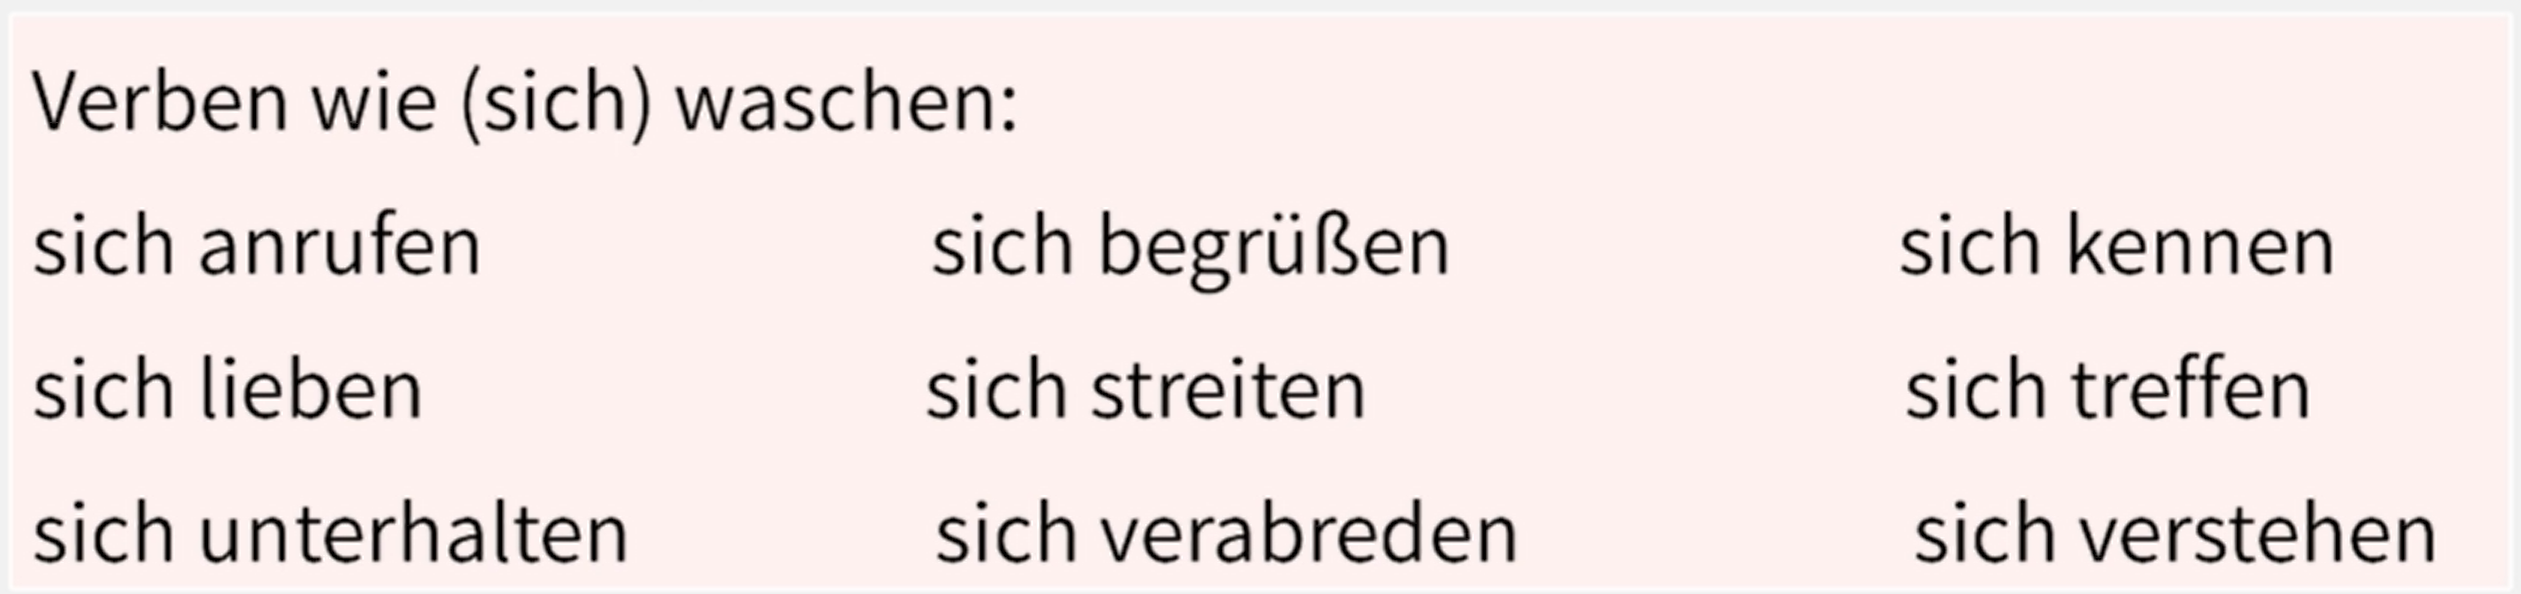 Verben wie (sich) waschen:
sich anrufen sich begrüßen sich kennen
sich lieben sich streiten sich treffen
sich unterhalten sich verabreden sich verstehen